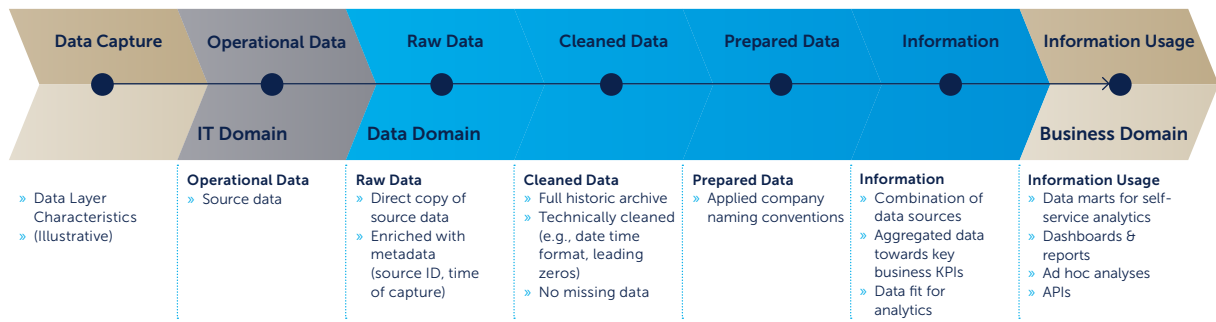 Data Capture
Operational Data
Raw Data
Cleaned Data
Prepared Data
Information
Information Usage
IT Domain
Data Domain
Business Domain
» Data Layer
Characteristics
» (Illustrative)
Operational Data
» Source data
Raw Data
» Direct copy of
source data
» Enriched with
metadata
(source ID, time
of capture)
Cleaned Data
» Full historic archive
» Technically cleaned
(e.g., date time
format, leading
zeros)
» No missing data
Prepared Data
» Applied company
naming conventions
Information
» Combination of
data sources
» Aggregated data
towards key
business KPIs
» Data fit for
analytics
Information Usage
» Data marts for self-
service analytics
» Dashboards &
reports
» Ad hoc analyses
» APIs